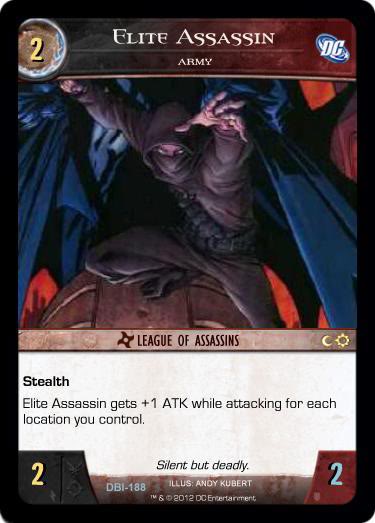 2
ELITE ASSASSIN
ARMY
DC
LEAGUE OF ASSASSINS
Stealth
Elite Assassin gets +1 ATK while attacking for each
location you control.
Silent but deadly.
2
DBI-188
ILLUS: ANDY KUBERT
2
™ & © 2012 DC Entertainment